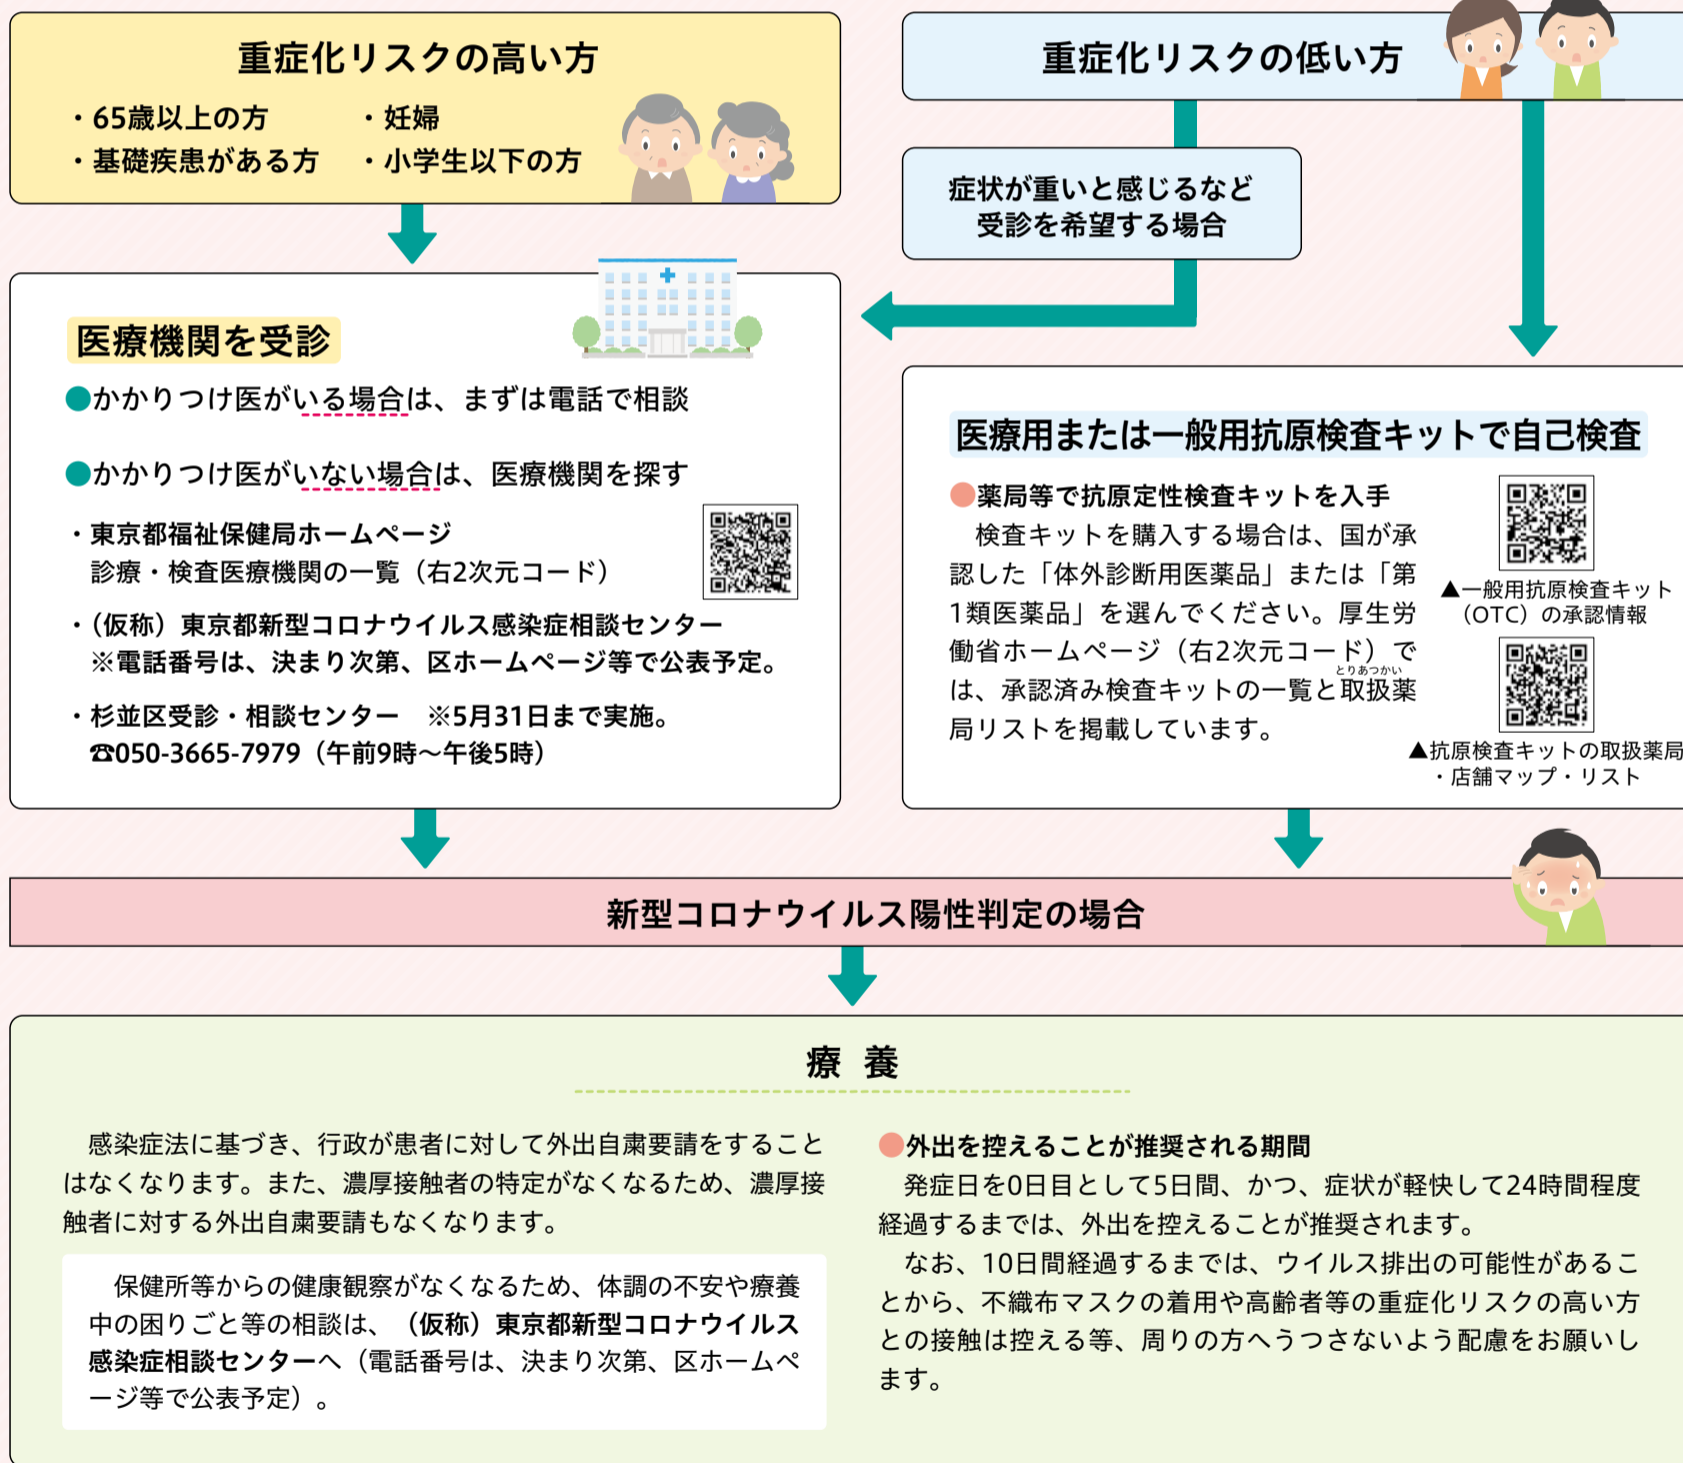 重症化リスクの高い方
・65歳以上の方
・妊婦
・基礎疾患がある方
・小学生以下の方
重症化リスクの低い方
症状が重いと感じるなど
受診を希望する場合
医療機関を受診
●かかりつけ医がいる場合は、まずは電話で相談
●かかりつけ医がいない場合は、医療機関を探す
・東京都福祉保健局ホームページ
診療・検査医療機関の一覧（右2次元コード）
・（仮称）東京都新型コロナウイルス感染症相談センター
※電話番号は、決まり次第、区ホームページ等で公表予定。
・杉並区受診・相談センター　※5月31日まで実施。
☎050-3665-7979（午前9時～午後5時）
医療用または一般用抗原検査キットで自己検査
●薬局等で抗原定性検査キットを入手
検査キットを購入する場合は、国が承
認した「体外診断用医薬品」または「第
1類医薬品」を選んでください。厚生労
働省ホームページ（右2次元コード）で
とりあつかい
は、承認済み検査キットの一覧と取扱薬
局リストを掲載しています。
▲一般用抗原検査キット
（OTC）の承認情報
▲抗原検査キットの取扱薬局
・店舗マップ・リスト
新型コロナウイルス陽性判定の場合
療 養
感染症法に基づき、行政が患者に対して外出自粛要請をすること
はなくなります。また、濃厚接触者の特定がなくなるため、濃厚接
触者に対する外出自粛要請もなくなります。
保健所等からの健康観察がなくなるため、体調の不安や療養
中の困りごと等の相談は、（仮称）東京都新型コロナウイルス
感染症相談センターへ（電話番号は、決まり次第、区ホームペ
ージ等で公表予定）。
●外出を控えることが推奨される期間
発症日を0日目として5日間、かつ、症状が軽快して24時間程度
経過するまでは、外出を控えることが推奨されます。
なお、10日間経過するまでは、ウイルス排出の可能性があるこ
とから、不織布マスクの着用や高齢者等の重症化リスクの高い方
との接触は控える等、周りの方へうつさないよう配慮をお願いし
ます。